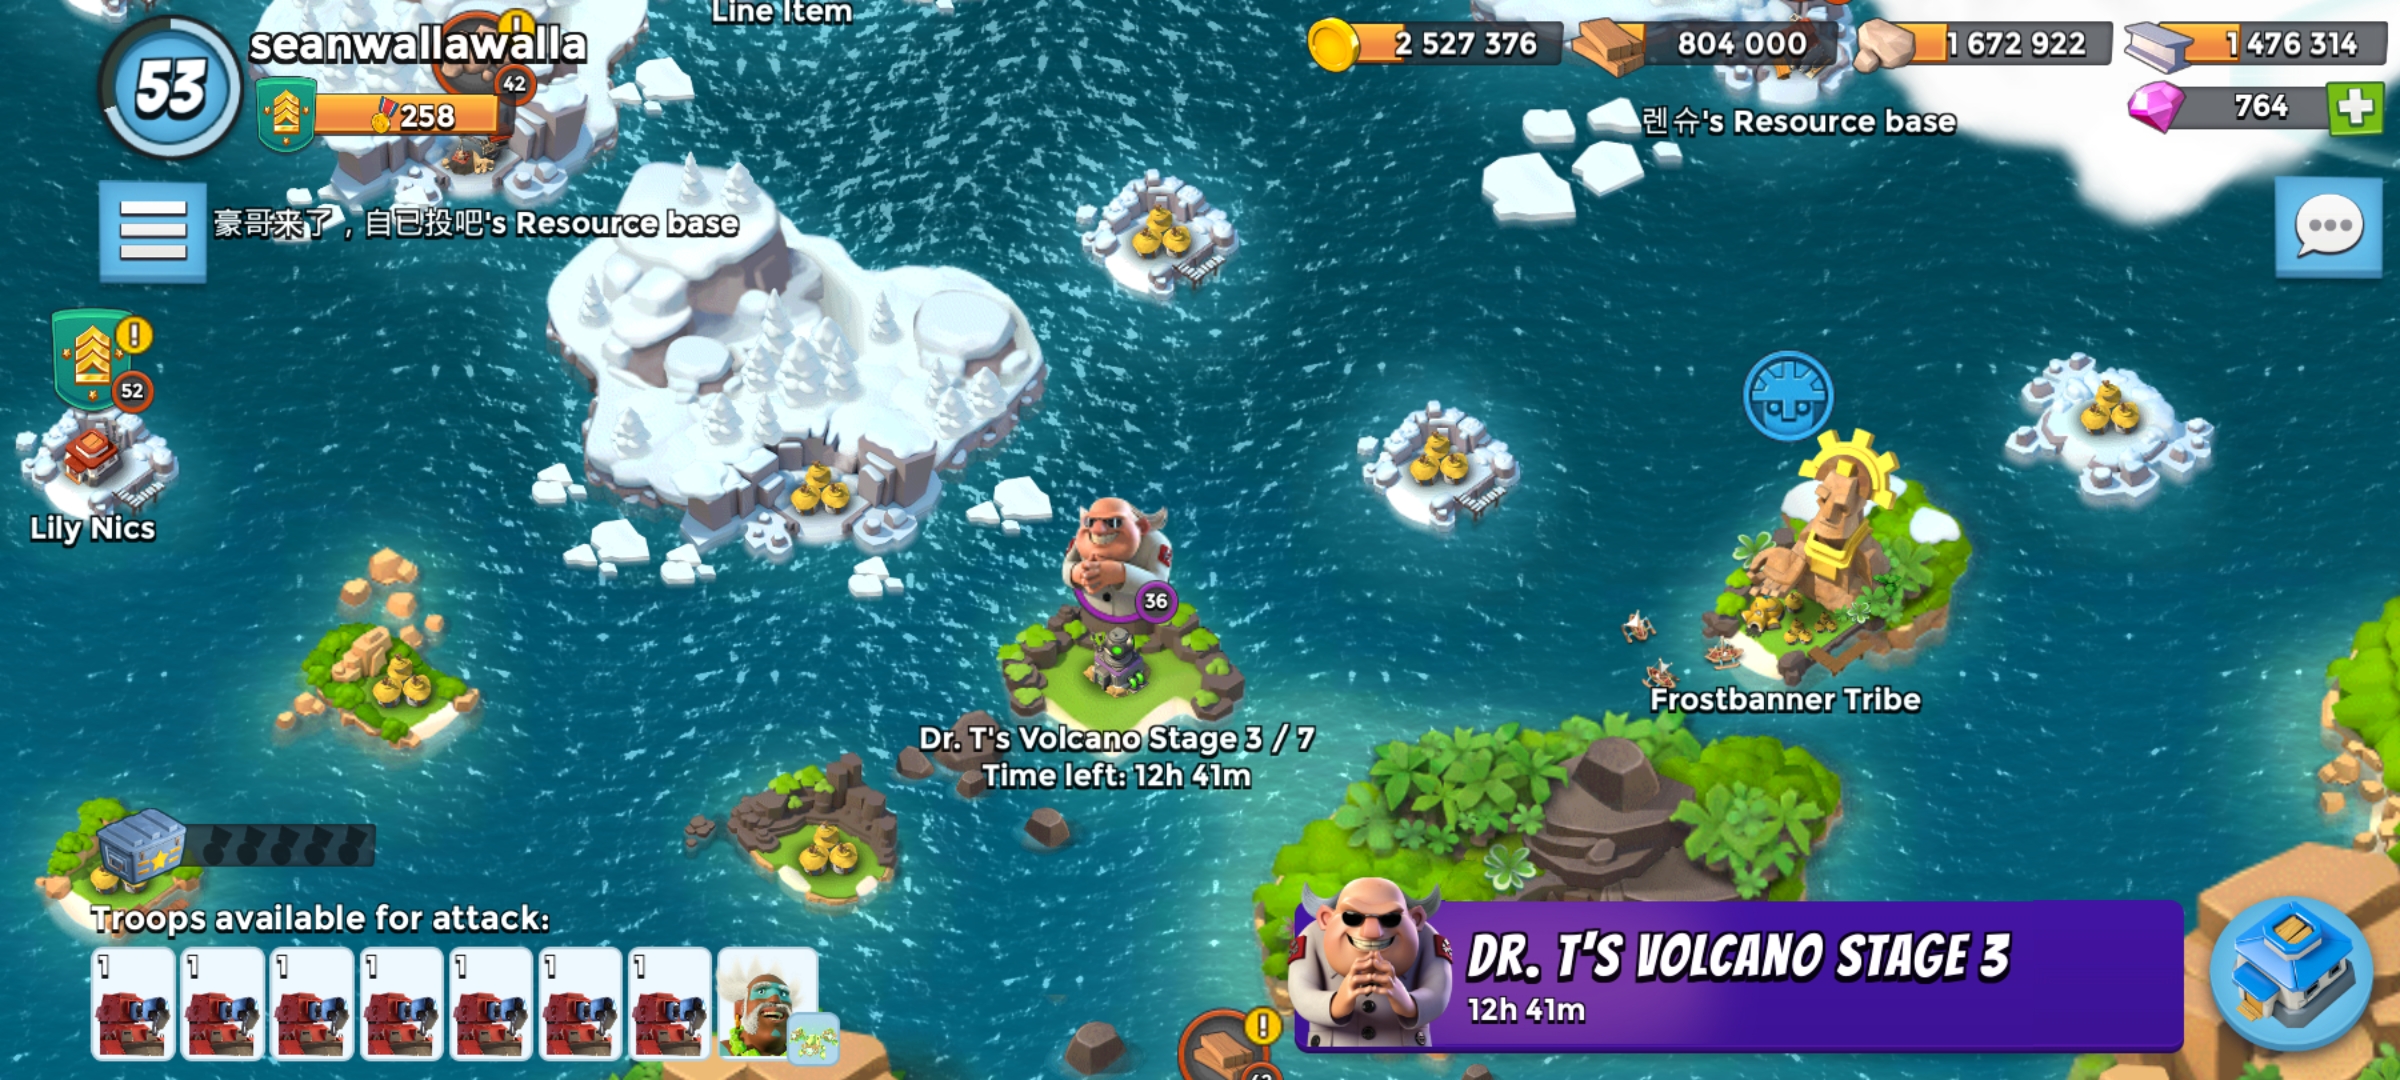 Line Item
53
seanwallawalla
42
258
2 527 376
804 000
1 672 922
1 476 314
764
렌슈's Resource base
豪哥来了，自已投吧's Resource base
52
Lily Nics
36
Dr. T's Volcano Stage 3 / 7
Time left: 12h 41m
Frostbanner Tribe
Troops available for attack:
1 1 1 1 1 1 1
DR. T'S VOLCANO STAGE 3
12h 41m